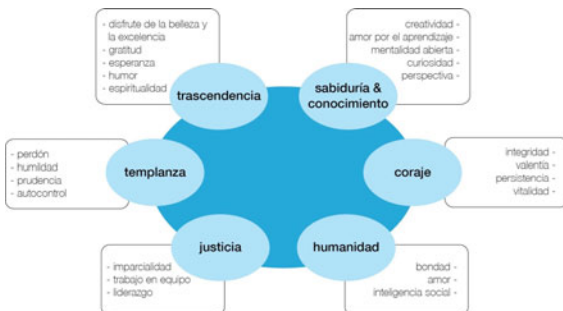 - disfrute de la belleza y
la excelencia
- gratitud
- esperanza
- humor
- espiritualidad
trascendencia
creatividad -
amor por el aprendizaje -
mentalidad abierta -
curiosidad -
perspectiva -
sabiduría &
conocimiento
- perdón
- humildad
- prudencia
- autocontrol
templanza
integridad -
valentia -
persistencia -
vitalidad -
coraje
justicia
- imparcialidad
- trabajo en equipo
- liderazgo
humanidad
bondad -
amor -
inteligencia social -